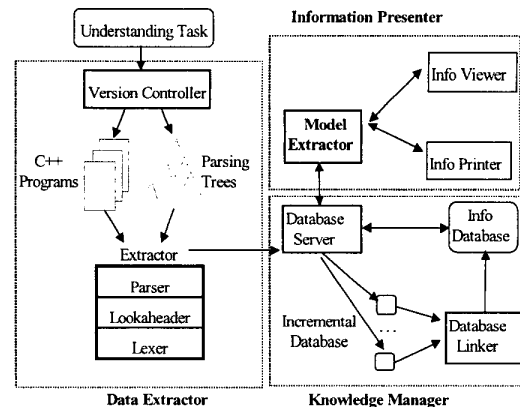 Understanding Task
Information Presenter
Version Controller
Info Viewer
Model
Extractor
C++
Programs
Parsing
Trees
Info Printer
Database
Server
Info
Database
Extractor
Parser
Lookaheader
Lexer
Incremental
Database
...
Database
Linker
Data Extractor
Knowledge Manager